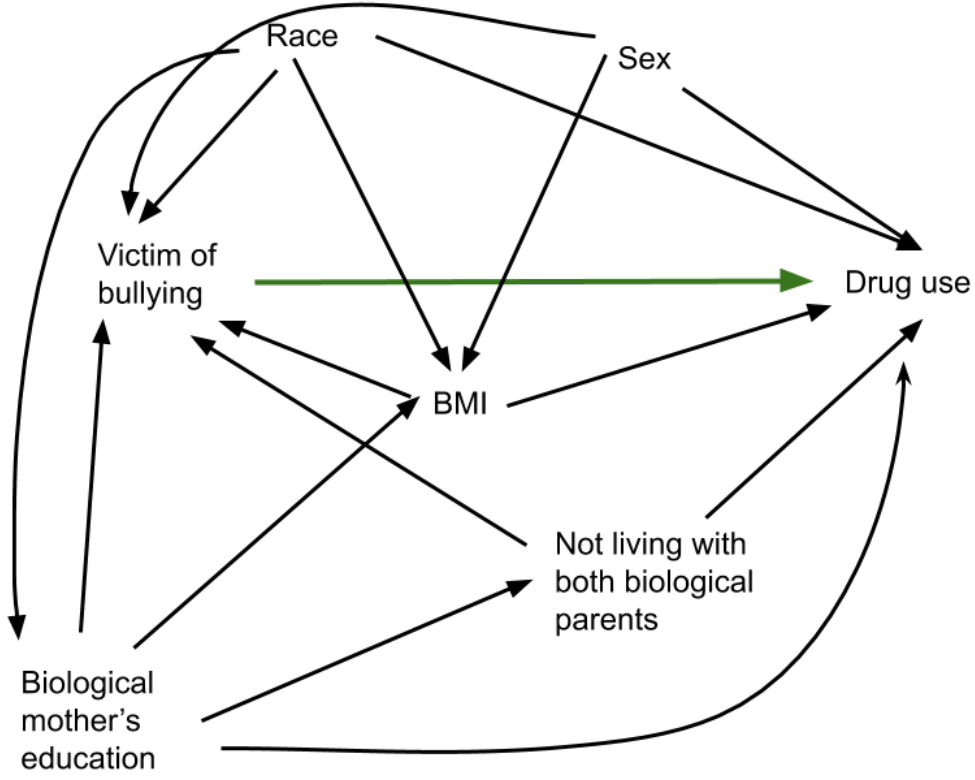 Race
Sex
Victim of
bullying
Drug use
BMI
Not living with
both biological
parents
Biological
mother's
education